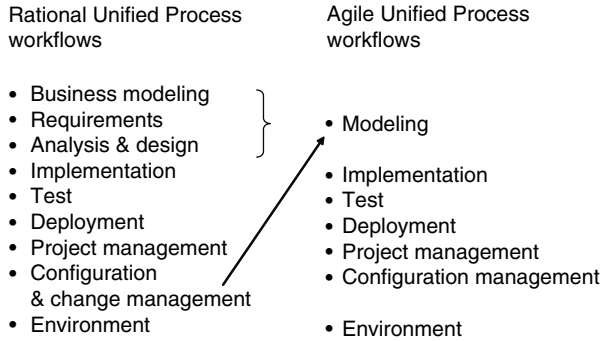 Rational Unified Process
workflows
• Business modeling
• Requirements
• Analysis & design
• Implementation
• Test
• Deployment
• Project management
• Configuration
& change management
• Environment
Agile Unified Process
workflows
• Modeling
• Implementation
• Test
• Deployment
• Project management
• Configuration management
• Environment